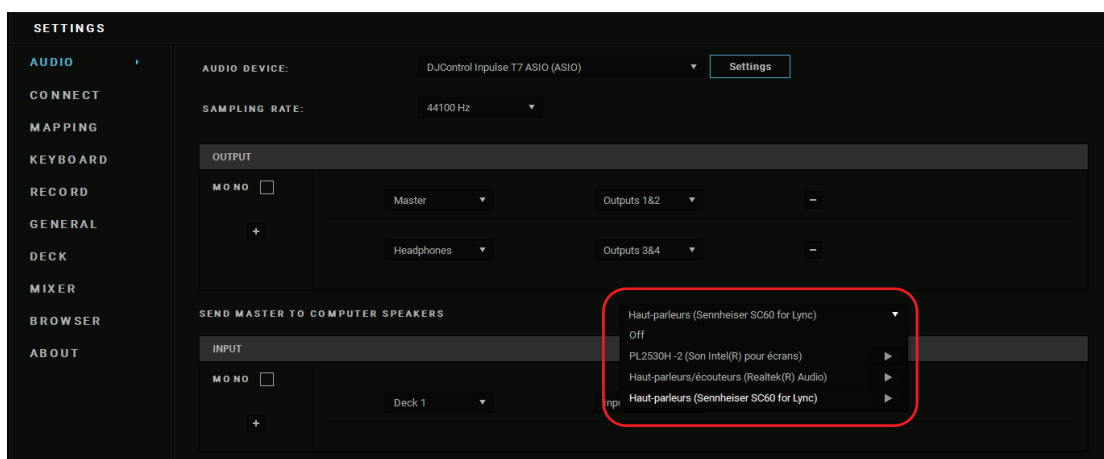 SETTINGS
AUDIO
CONNECT
MAPPING
KEYBOARD
RECORD
GENERAL
DECK
MIXER
BROWSER
ABOUT
AUDIO DEVICE: DJControl Inpulse T7 ASIO (ASIO) Settings
SAMPLING RATE: 44100 Hz
OUTPUT
MONO
Master Outputs 1&2 −
+
Headphones Outputs 3&4 −
SEND MASTER TO COMPUTER SPEAKERS Haut-parleurs (Sennheiser SC60 for Lync)
Off
PL2530H -2 (Son Intel(R) pour écrans)
Haut-parleurs/écouteurs (Realtek(R) Audio)
Haut-parleurs (Sennheiser SC60 for Lync)
INPUT
MONO
Deck 1
+